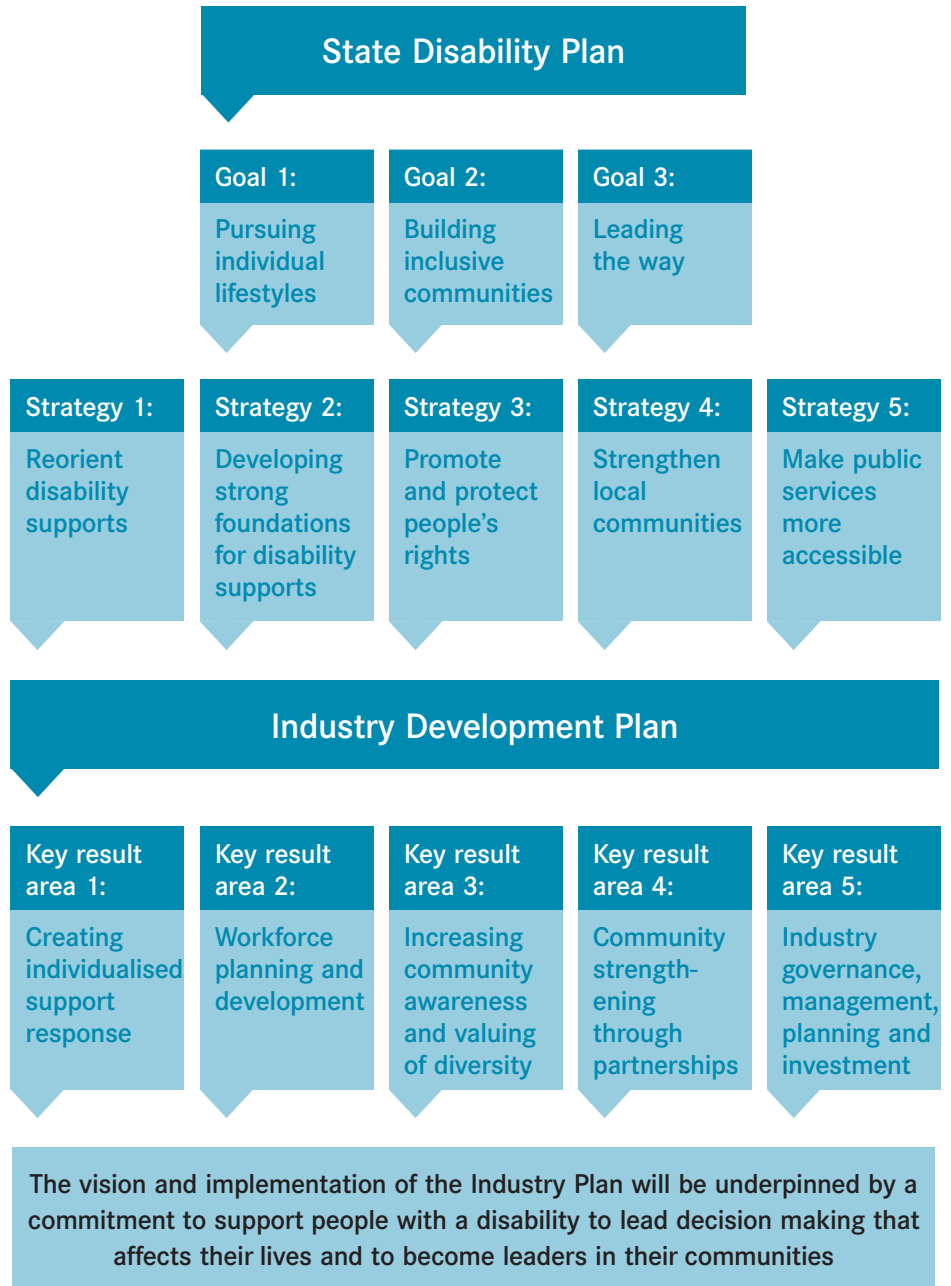 State Disability Plan
Goal 1:
Pursuing
individual
lifestyles
Goal 2:
Building
inclusive
communities
Goal 3:
Leading
the way
Strategy 1:
Reorient
disability
supports
Strategy 2:
Developing
strong
foundations
for disability
supports
Strategy 3:
Promote
and protect
people’s
rights
Strategy 4:
Strengthen
local
communities
Strategy 5:
Make public
services
more
accessible
Industry Development Plan
Key result
area 1:
Creating
individualised
support
response
Key result
area 2:
Workforce
planning and
development
Key result
area 3:
Increasing
community
awareness
and valuing
of diversity
Key result
area 4:
Community
strength-
ening
through
partnerships
Key result
area 5:
Industry
governance,
management,
planning and
investment
The vision and implementation of the Industry Plan will be underpinned by a
commitment to support people with a disability to lead decision making that
affects their lives and to become leaders in their communities